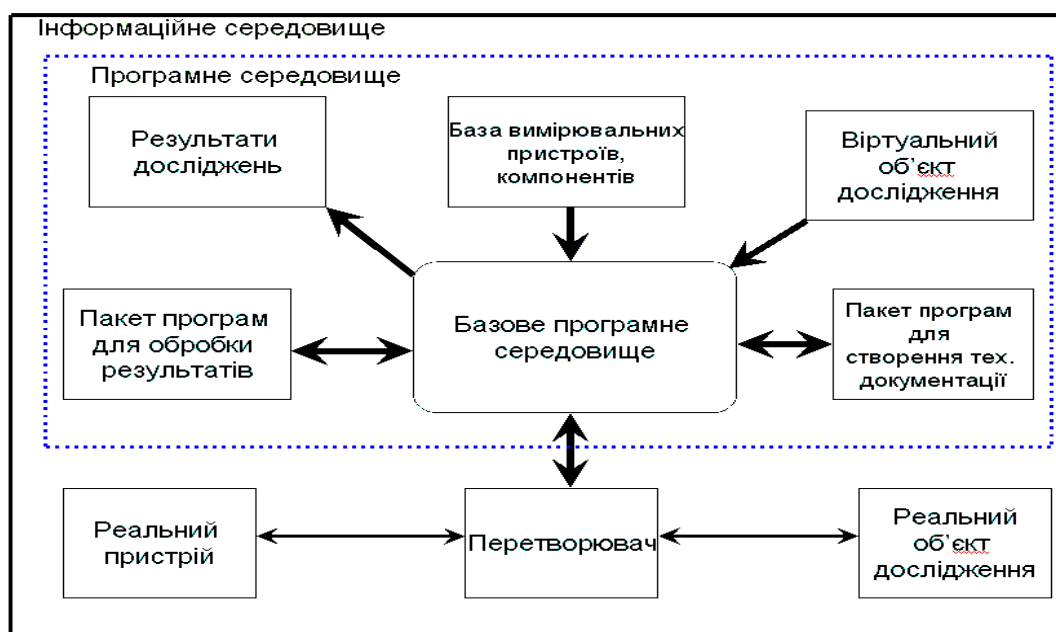 Інформаційне середовище
Програмне середовище
Результати
досліджень
База вимірювальних
пристроїв,
компонентів
Віртуальний
об’єкт
дослідження
Пакет програм
для обробки
результатів
Базове програмне
середовище
Пакет програм
для
створення тех.
документації
Реальний
пристрій
Перетворювач
Реальний
об’єкт
дослідження